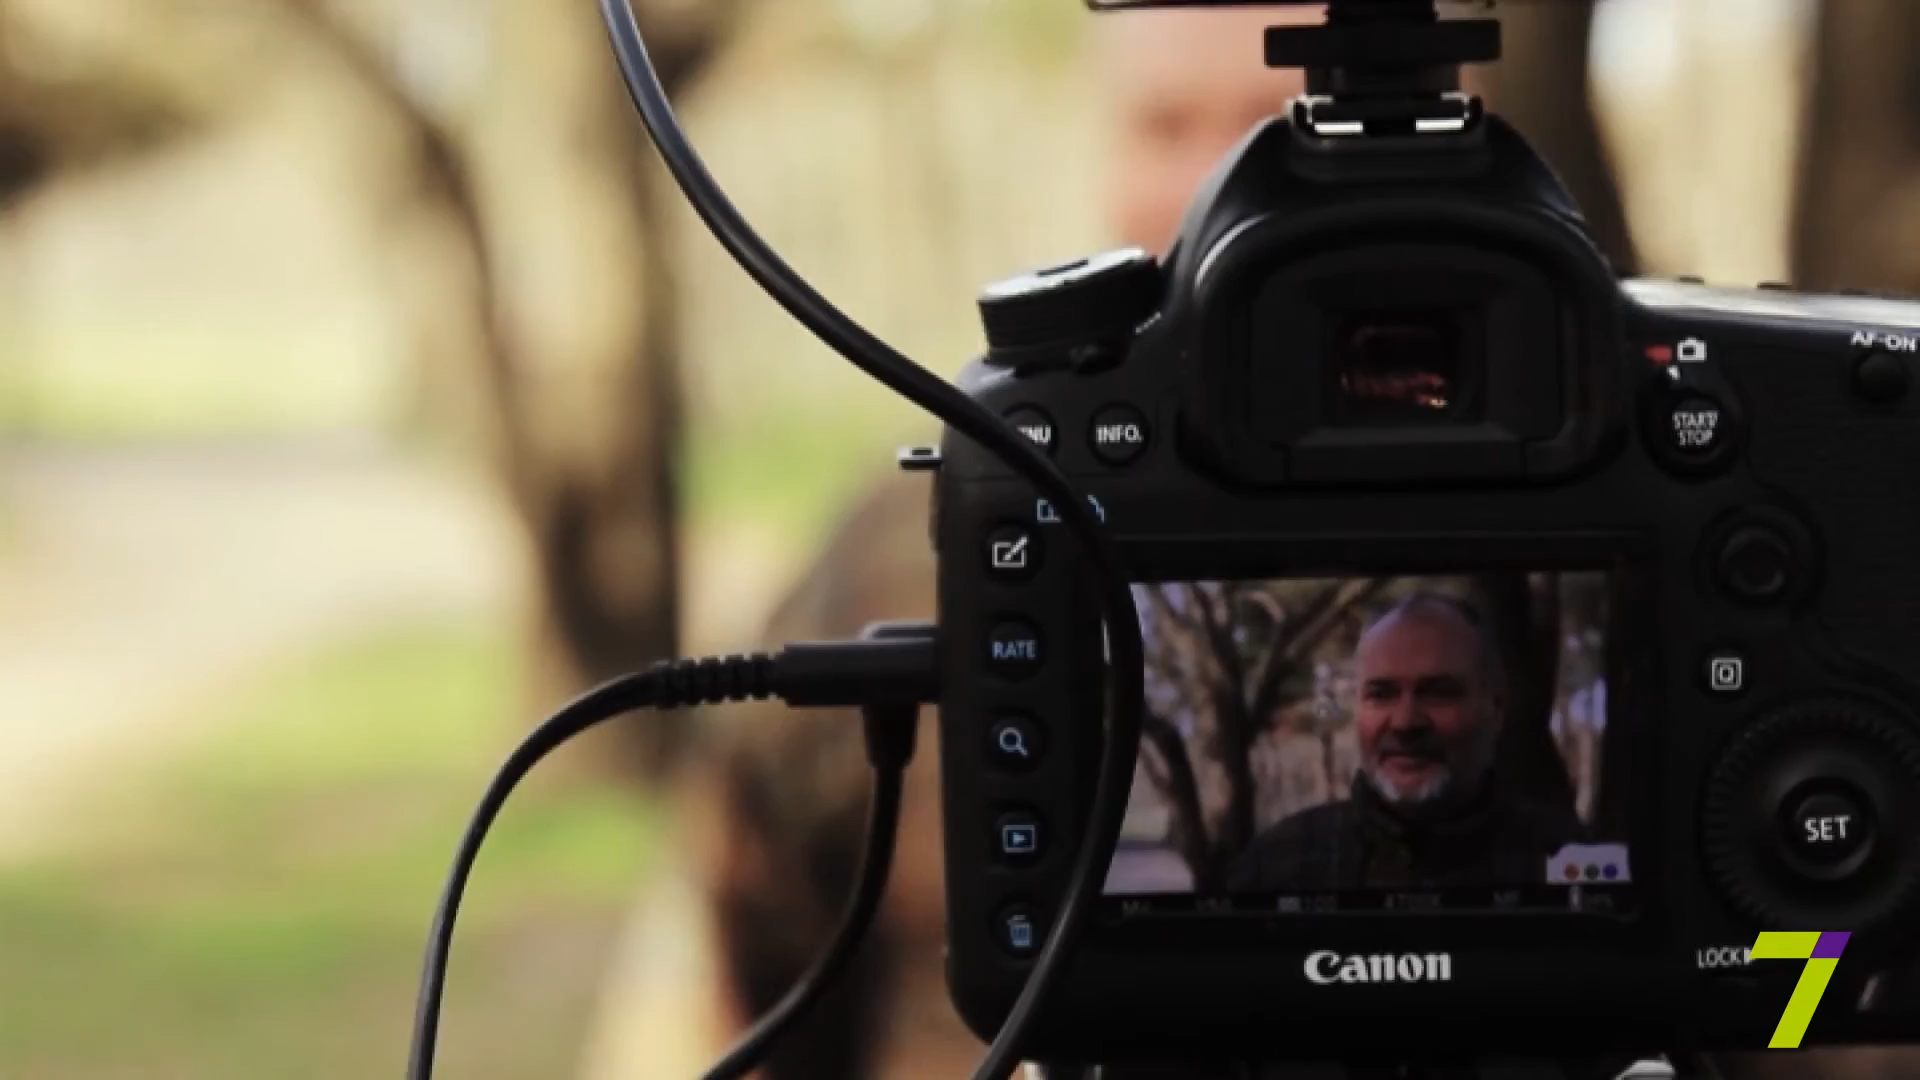 AF-ON
INFO.
START/
STOP
RATE
Q
SET
Canon
LOCK
7